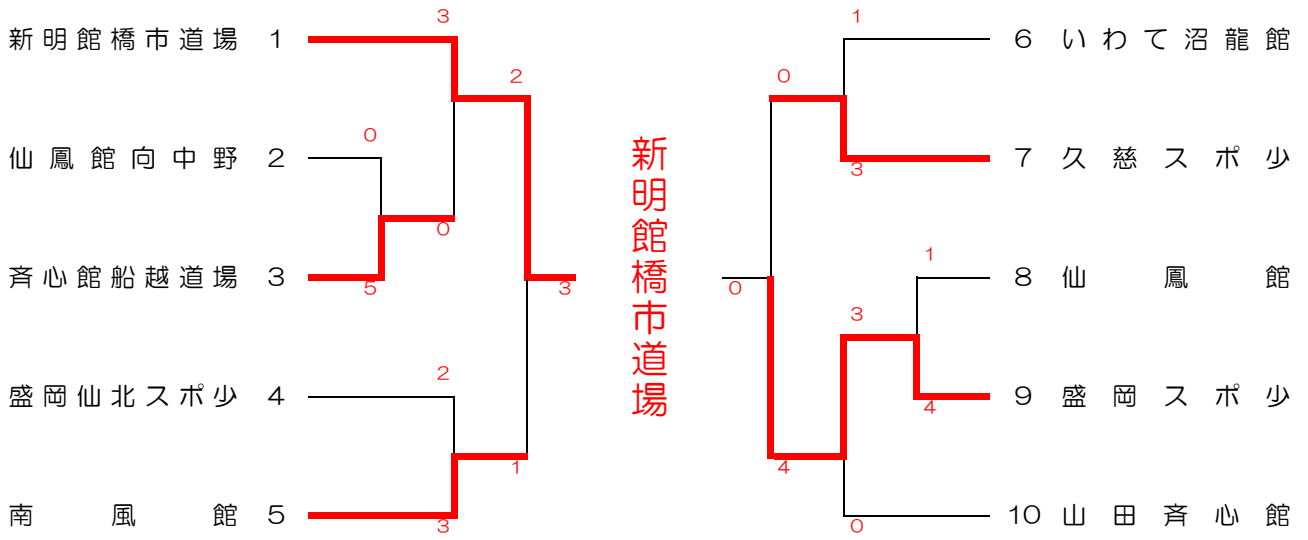 新明館橋市道場 1
仙鳳館向中野 2
斉心館船越道場 3
盛岡仙北スポ少 4
南風館 5
3
2
0
0
5
3
2
1
3
新明館橋市道場
1
0
3
1
3
0
4
4
0
6 いわて沼龍館
7 久慈スポ少
8 仙鳳館
9 盛岡スポ少
10 山田斉心館